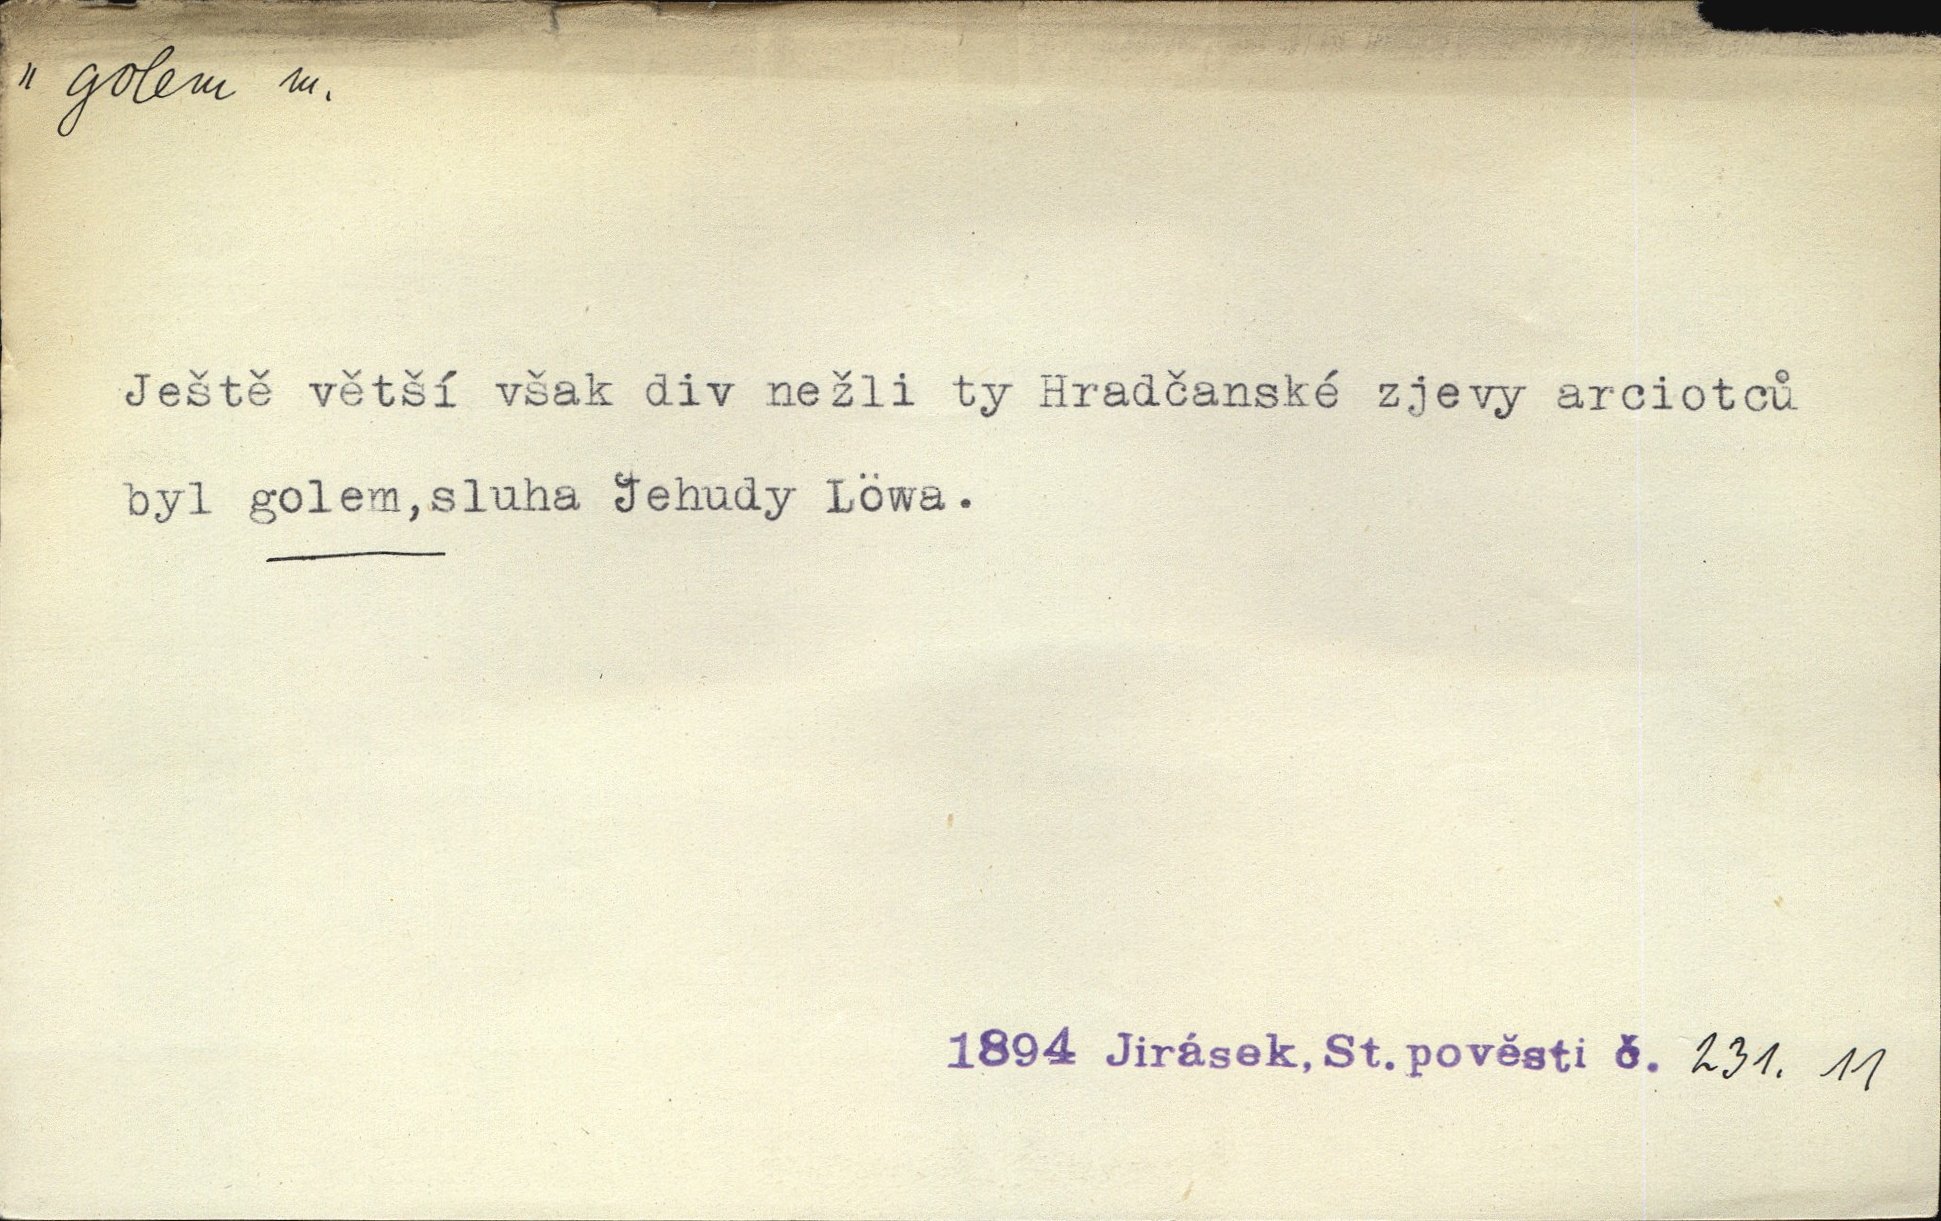 " golem m.
Ještě větší však div nežli ty Hradčanské zjevy arciotců
byl golem,sluha Jehudy Löwa.
1894 Jirásek,St.pověsti č. 231. 11